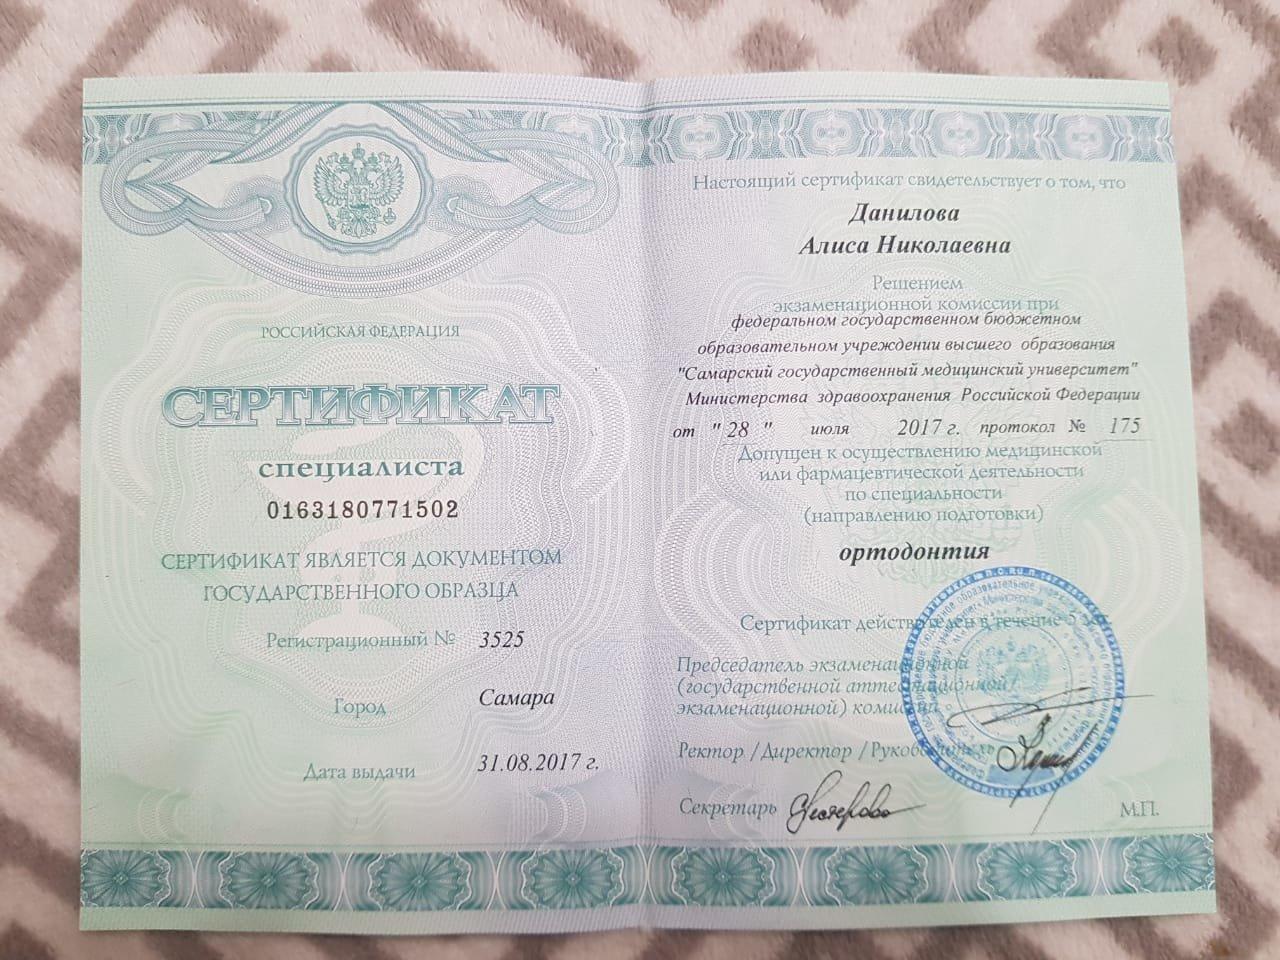 РОССИЙСКАЯ ФЕДЕРАЦИЯ
СЕРТИФИКАТ
специалиста
0163180771502
СЕРТИФИКАТ ЯВЛЯЕТСЯ ДОКУМЕНТОМ
ГОСУДАРСТВЕННОГО ОБРАЗЦА
Регистрационный № 3525
Город Самара
Дата выдачи 31.08.2017 г.
Настоящий сертификат свидетельствует о том, что
Данилова
Алиса Николаевна
Решением
экзаменационной комиссии при
федеральном государственном бюджетном
образовательном учреждении высшего образования
"Самарский государственный медицинский университет"
Министерства здравоохранения Российской Федерации
от "28" июля 2017 г. протокол № 175
Допущен к осуществлению медицинской
или фармацевтической деятельности
по специальности
(направлению подготовки)
ортодонтия
Сертификат действителен в течение 5 лет
Председатель экзаменационной
(государственной аттестационной/
экзаменационной) комиссии
Ректор /Директор /Руководитель
Секретарь
М.П.